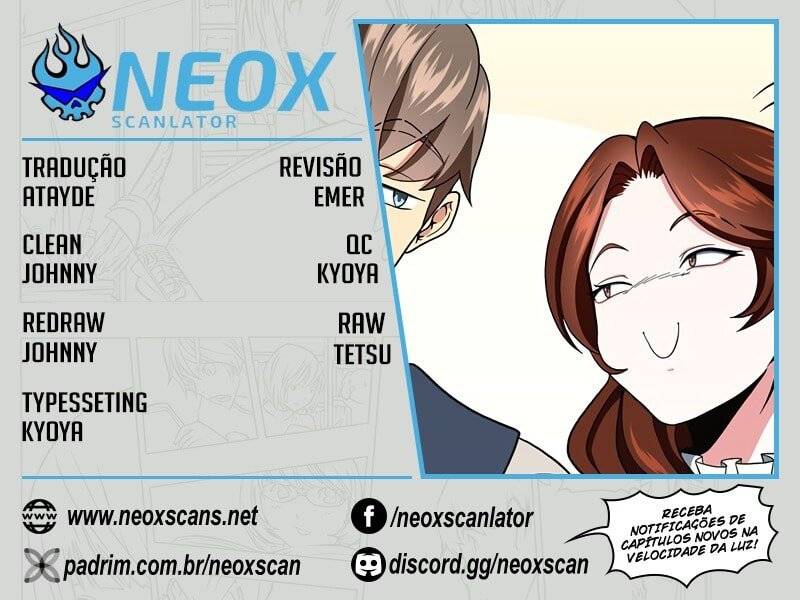 NEOX
SCANLATOR
TRADUÇÃO
ATAYDE
REVISÃO
EMER
CLEAN
JOHNNY
QC
KYOYA
REDRAW
JOHNNY
RAW
TETSU
TYPESSETING
KYOYA
www.neoxscans.net
/neoxscanlator
padrim.com.br/neoxscan
discord.gg/neoxscan
RECEBA
NOTIFICAÇÕES DE
CAPÍTULOS NOVOS NA
VELOCIDADE DA LUZ!